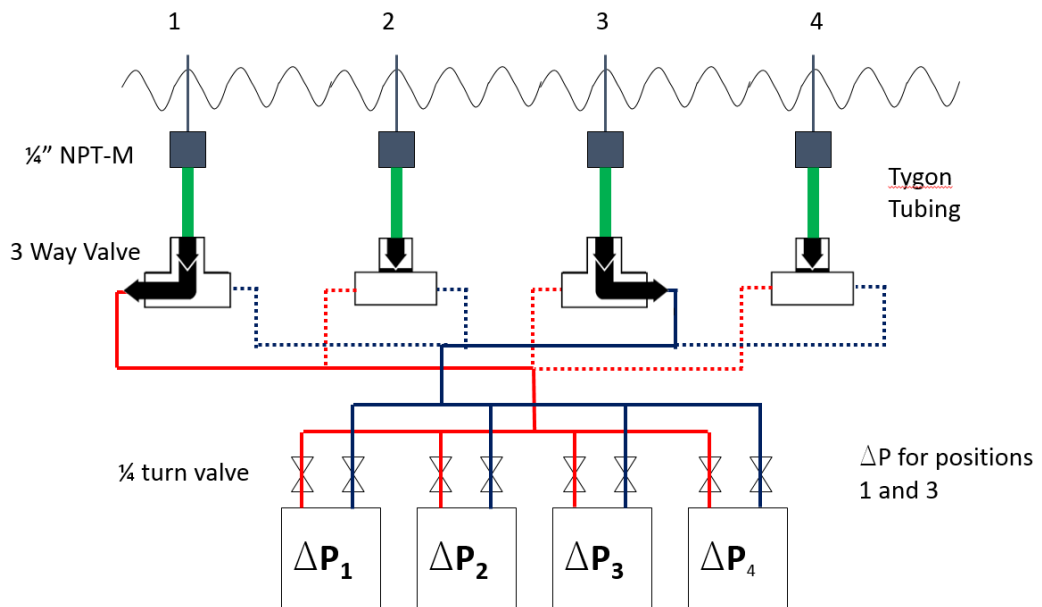 1 2 3 4
¼” NPT-M
Tygon
Tubing
3 Way Valve
¼ turn valve
ΔP for positions
1 and 3
ΔP₁ ΔP₂ ΔP₃ ΔP₄